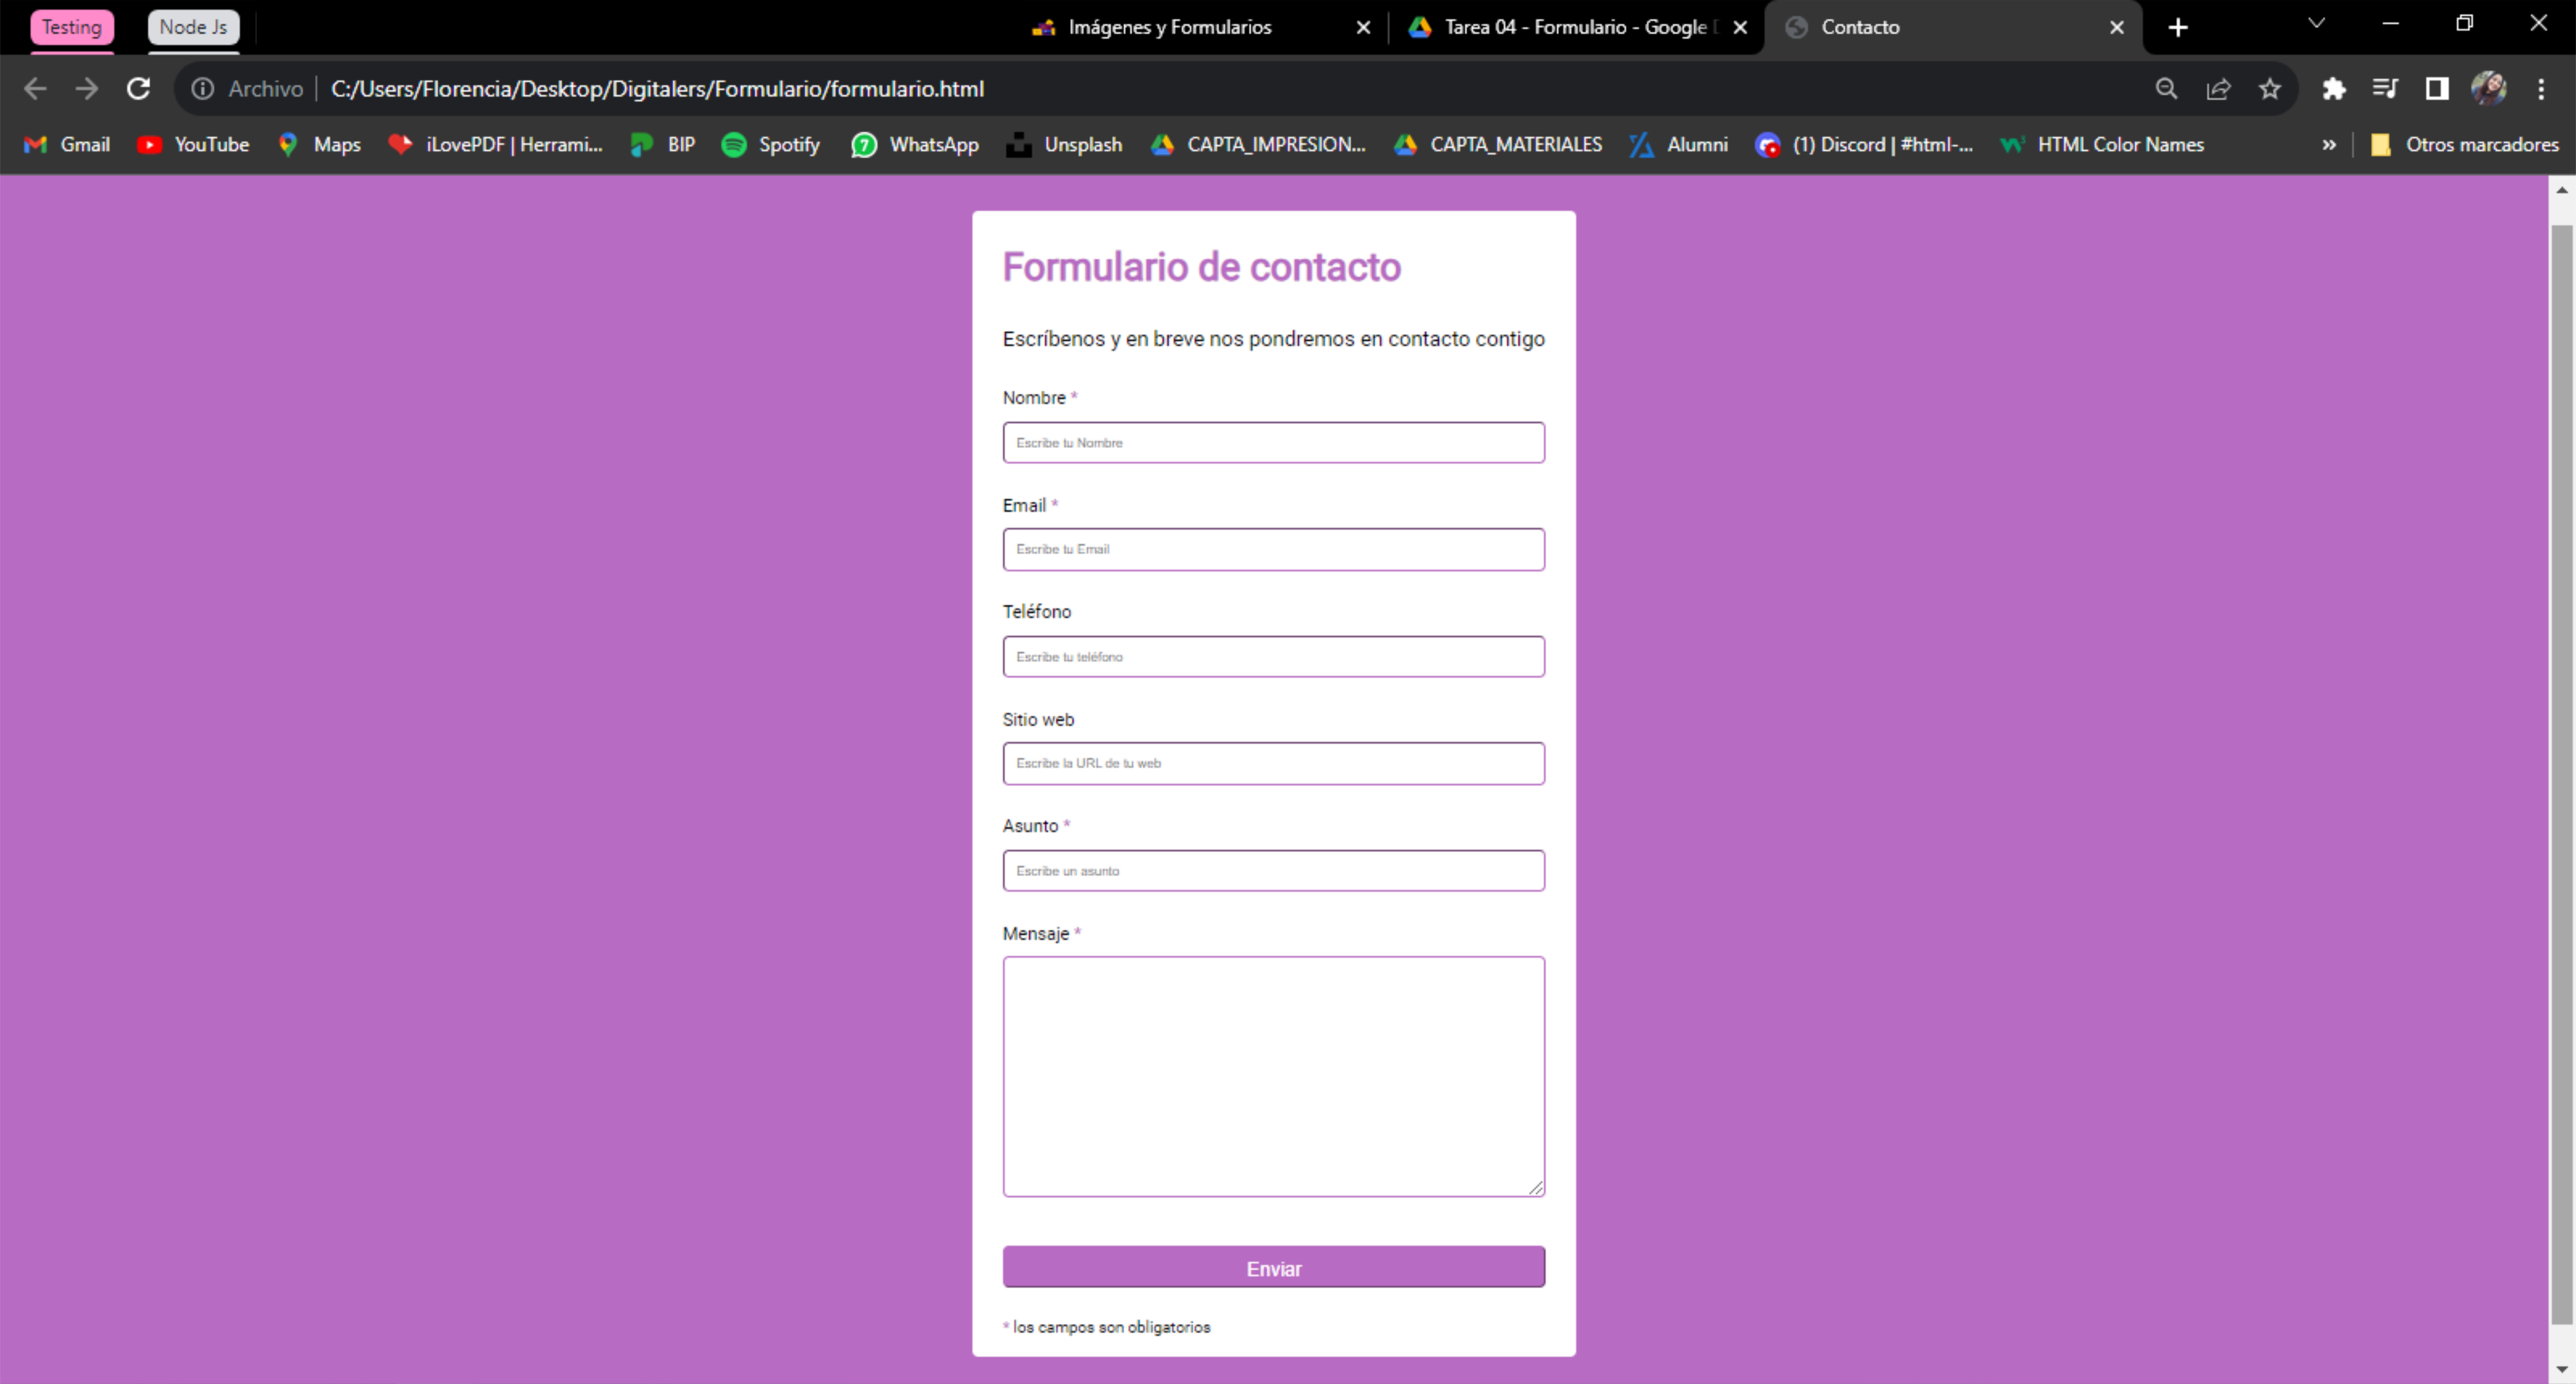 Testing Node Js Imágenes y Formularios Tarea 04 - Formulario - Google Contacto
Archivo C:/Users/Florencia/Desktop/Digitalers/Formulario/formulario.html
Gmail YouTube Maps iLovePDF | Herrami... BIP Spotify 7 WhatsApp Unsplash CAPTA_IMPRESION... CAPTA_MATERIALES Alumni (1) Discord | #html-... HTML Color Names » Otros marcadores
Formulario de contacto
Escríbenos y en breve nos pondremos en contacto contigo
Nombre *
Escribe tu Nombre
Email *
Escribe tu Email
Teléfono
Escribe tu teléfono
Sitio web
Escribe la URL de tu web
Asunto *
Escribe un asunto
Mensaje *
Enviar
* los campos son obligatorios